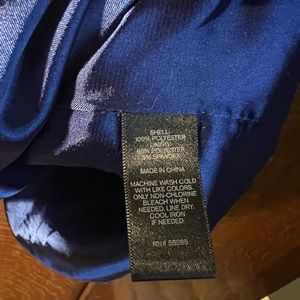 SHELL:
100% POLYESTER
LINING:
95% POLYESTER
5% SPANDEX
MADE IN CHINA
MACHINE WASH COLD
WITH LIKE COLORS.
ONLY NON-CHLORINE
BLEACH WHEN
NEEDED. LINE DRY.
COOL IRON
IF NEEDED.
RN# 55285